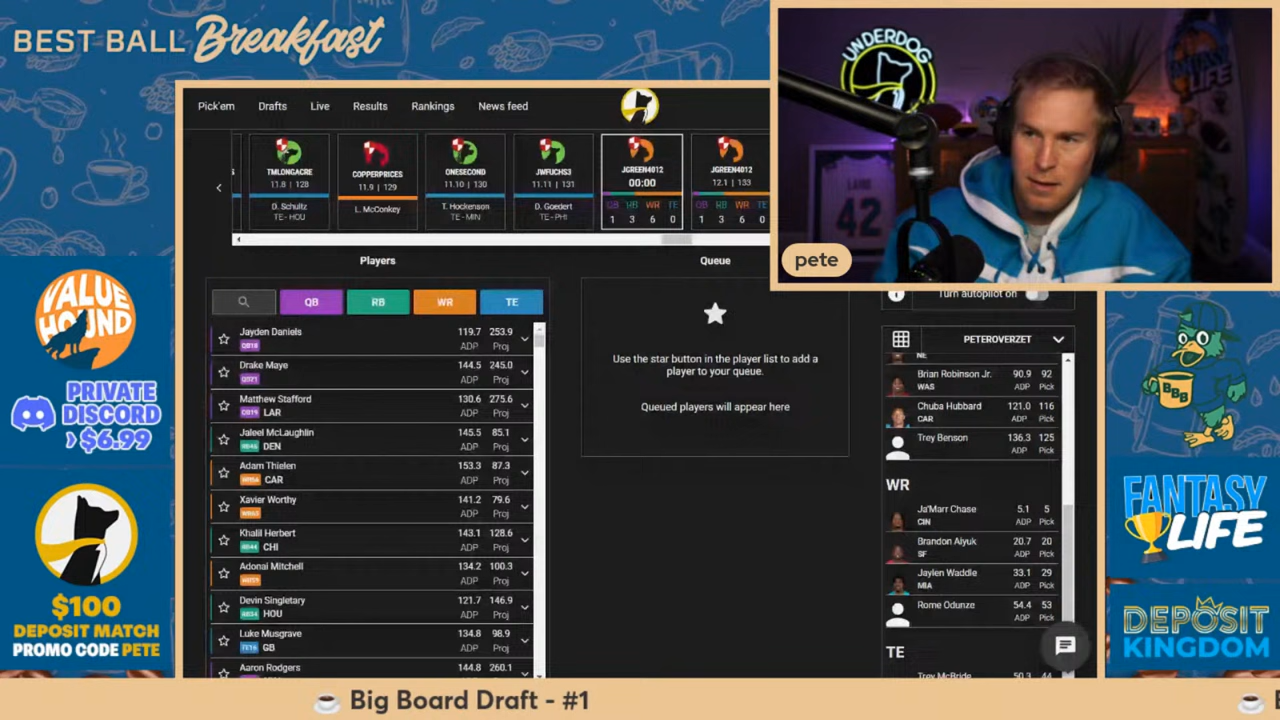 BEST BALL Breakfast
UNDERDOG
FANTASY LIFE
LAIRD
42
pete
Pick'em Drafts Live Results Rankings News feed
TMLONGACRE
11.8 | 128
D. Schultz
TE - HOU
COPPERPRICES
11.9 | 129
L. McConkey
ONESECOND
11.10 | 130
T. Hockenson
TE - MIN
JWFUCHS3
11.11 | 131
D. Goedert
TE - PHI
JGREEN4012
00:00
QB RB WR TE
1 3 6 0
JGREEN4012
12.1 | 133
QB RB WR TE
1 3 6 0
Players
QB RB WR TE
Jayden Daniels 119.7 253.9
QB18 ADP Proj
Drake Maye 144.5 245.0
ADP Proj
Matthew Stafford 130.6 275.6
QB19 LAR ADP Proj
Jaleel McLaughlin 145.5 85.1
DEN ADP Proj
Adam Thielen 153.3 87.3
CAR ADP Proj
Xavier Worthy 141.2 79.6
ADP Proj
Khalil Herbert 143.1 128.6
CHI ADP Proj
Adonai Mitchell 134.2 100.3
ADP Proj
Devin Singletary 121.7 146.9
HOU ADP Proj
Luke Musgrave 134.8 98.9
GB ADP Proj
Aaron Rodgers 144.8 260.1
Queue
Use the star button in the player list to add a
player to your queue.
Queued players will appear here
Turn autopilot on
PETEROVERZET
NE
Brian Robinson Jr. 90.9 92
WAS ADP Pick
Chuba Hubbard 121.0 116
CAR ADP Pick
Trey Benson 136.3 125
ADP Pick
WR
Ja'Marr Chase 5.1 5
CIN ADP Pick
Brandon Aiyuk 20.7 20
SF ADP Pick
Jaylen Waddle 33.1 29
MIA ADP Pick
Rome Odunze 54.4 53
ADP Pick
TE
Trey McBride 50.3 44
VALUE
HOUND
PRIVATE
DISCORD
> $6.99
$100
DEPOSIT MATCH
PROMO CODE PETE
BBB
FANTASY
LIFE
DEPOSIT
KINGDOM
Big Board Draft - #1